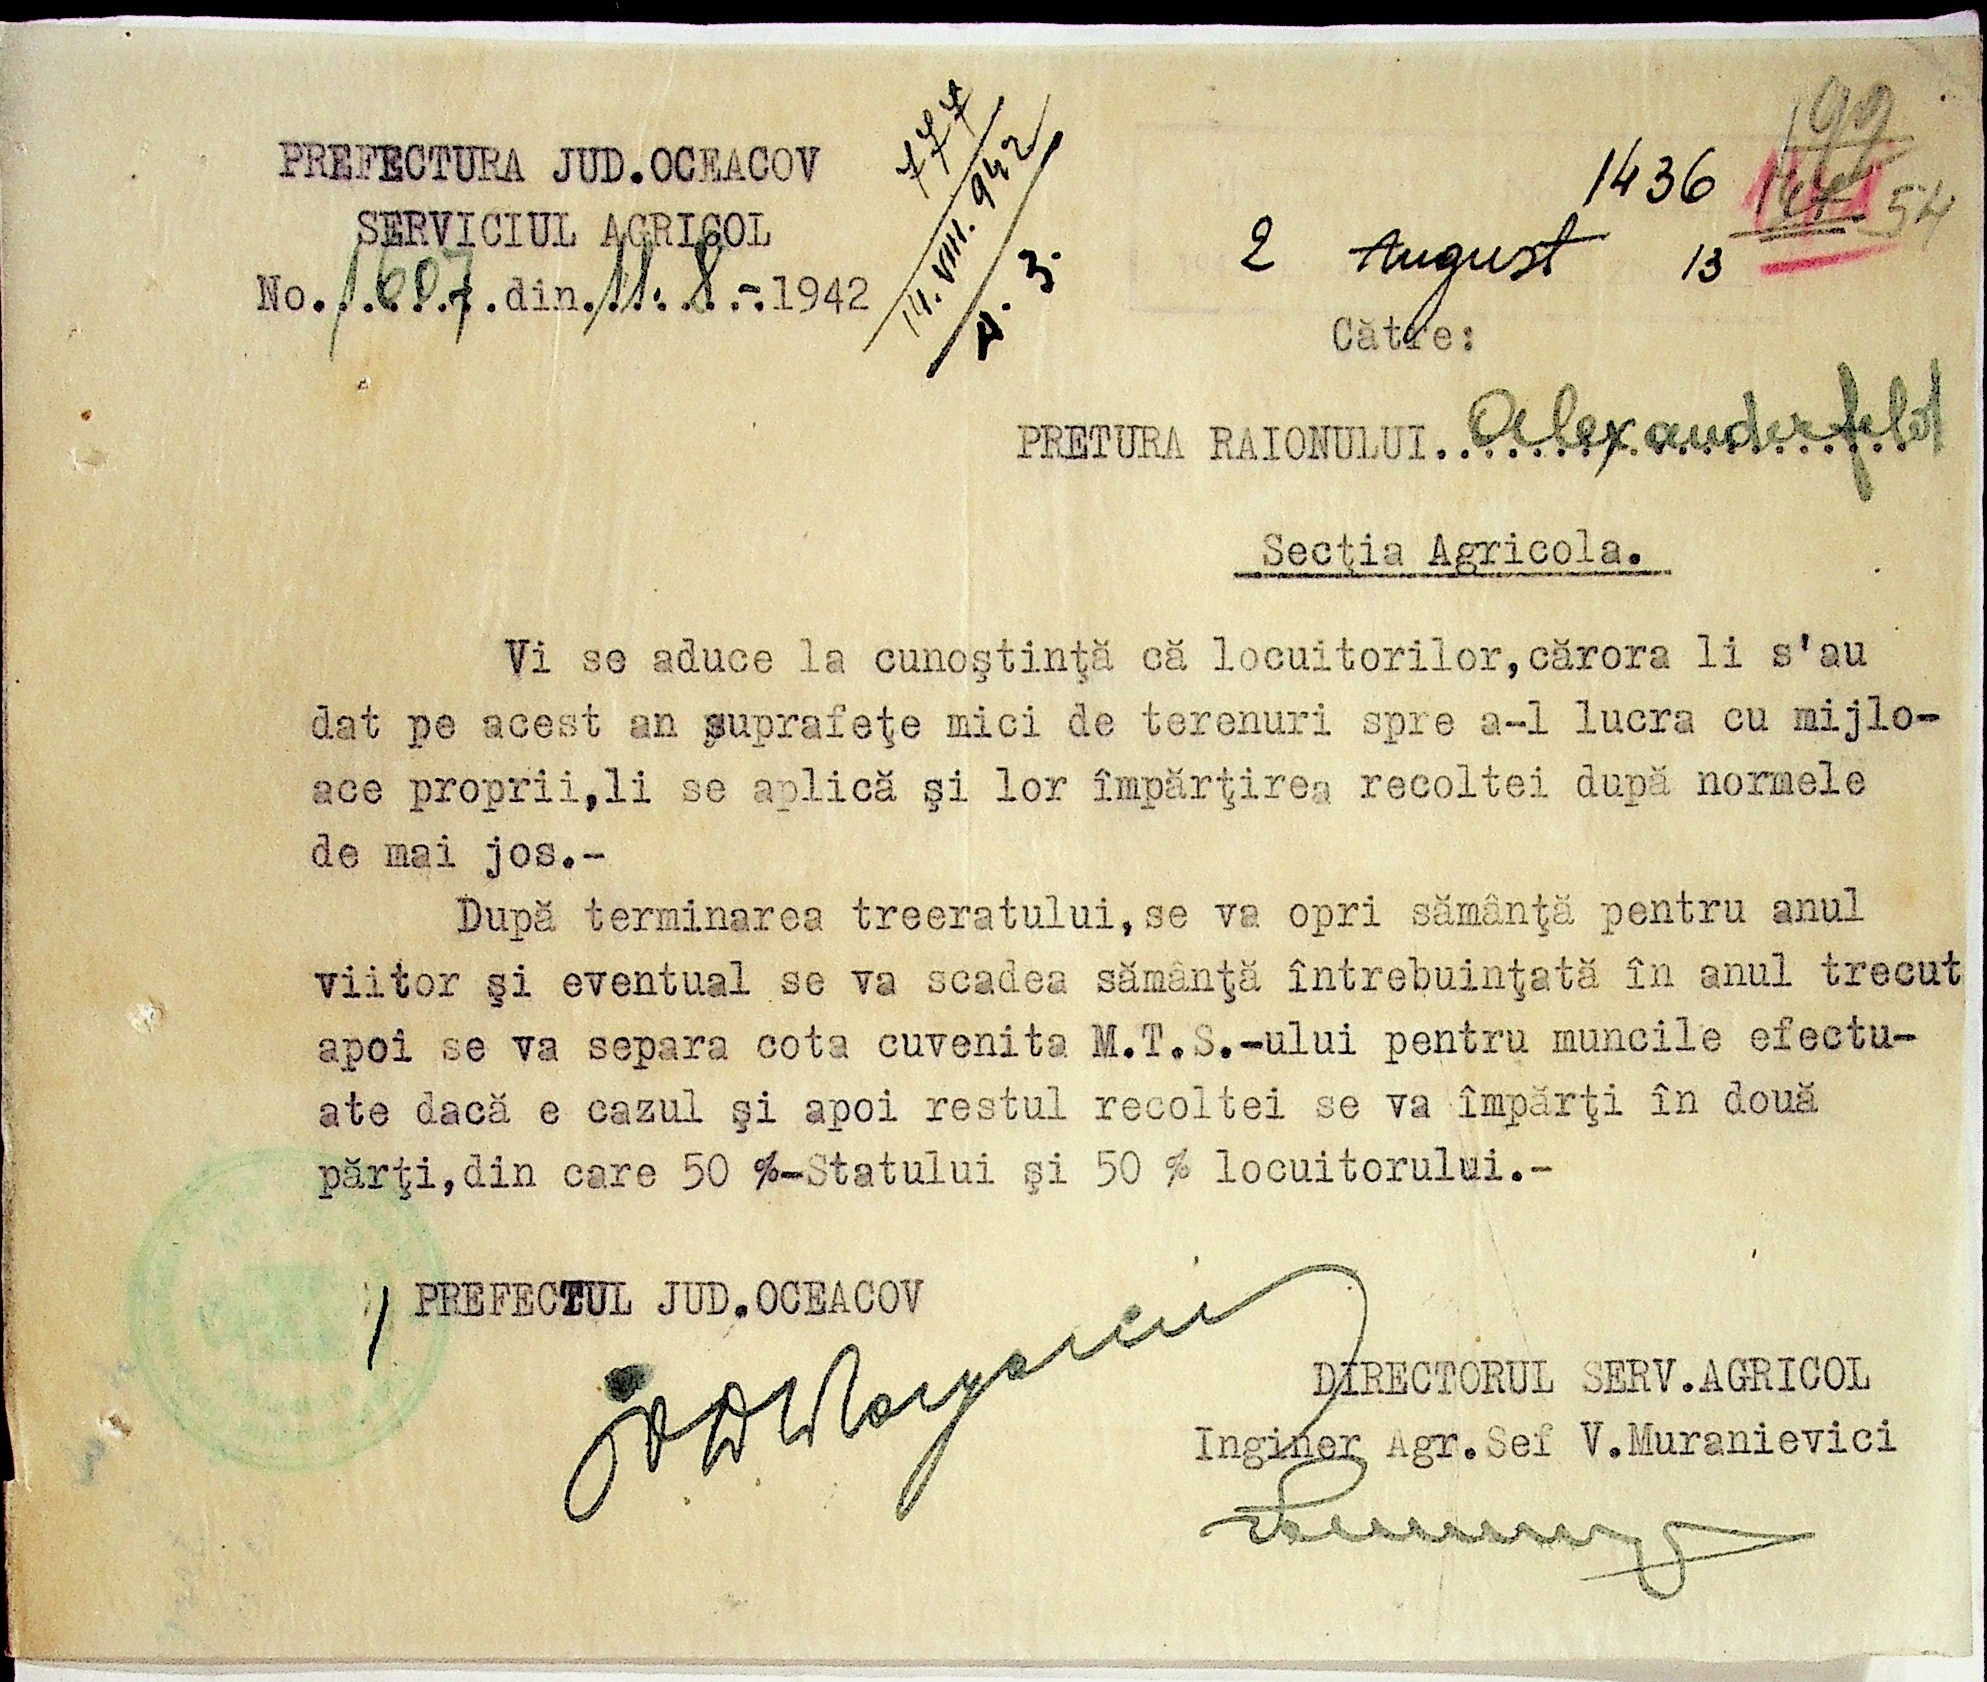 PREFECTURA JUD.OCEACOV
SERVICIUL AGRICOL
No.1607.din.11.8.-1942
777
14.VIII.942
1436
54
2 August 13
Către:
PRETURA RAIONULUI.Alexanderfeld
Secţia Agricola.
Vi se aduce la cunoştinţă că locuitorilor,cărora li s'au
dat pe acest an suprafeţe mici de terenuri spre a-l lucra cu mijlo-
ace proprii,li se aplică şi lor împărţirea recoltei după normele
de mai jos.-
După terminarea treeratului,se va opri sămânţă pentru anul
viitor şi eventual se va scadea sămânţă întrebuinţată în anul trecut
apoi se va separa cota cuvenita M.T.S.-ului pentru muncile efectu-
ate dacă e cazul şi apoi restul recoltei se va împărţi în două
părţi,din care 50 %-Statului şi 50 % locuitorului.-
/ PREFECTUL JUD.OCEACOV
DIRECTORUL SERV.AGRICOL
Inginer Agr.Sef V.Muranievici